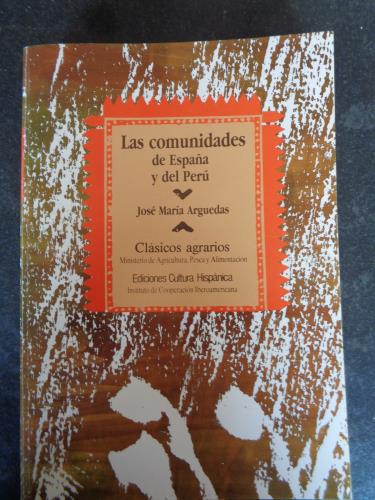 Las comunidades
de España
y del Perú
José María Arguedas
Clásicos agrarios
Ministerio de Agricultura, Pesca y Alimentacion
Ediciones Cultura Hispánica
Instituto de Cooperación Iberoamericana